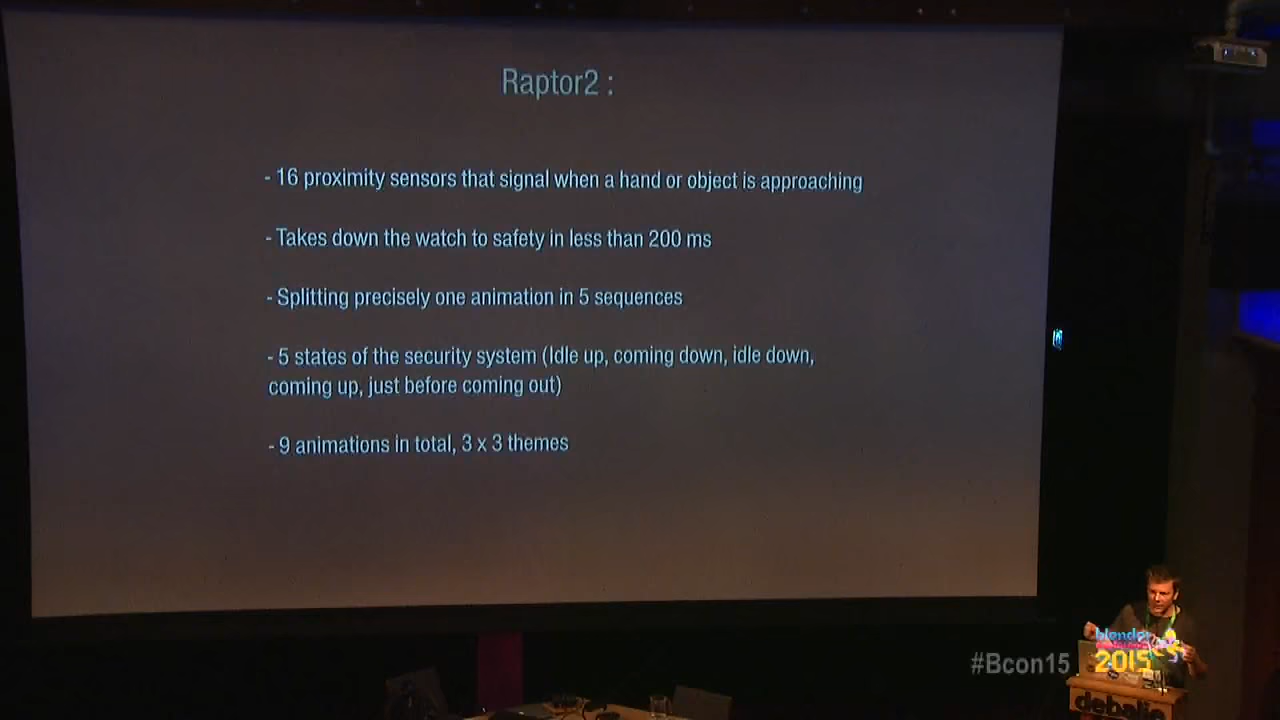 Raptor2 :
- 16 proximity sensors that signal when a hand or object is approaching
- Takes down the watch to safety in less than 200 ms
- Splitting precisely one animation in 5 sequences
- 5 states of the security system (Idle up, coming down, idle down,
coming up, just before coming out)
- 9 animations in total, 3 x 3 themes
#Bcon15
blender
2015
debalie